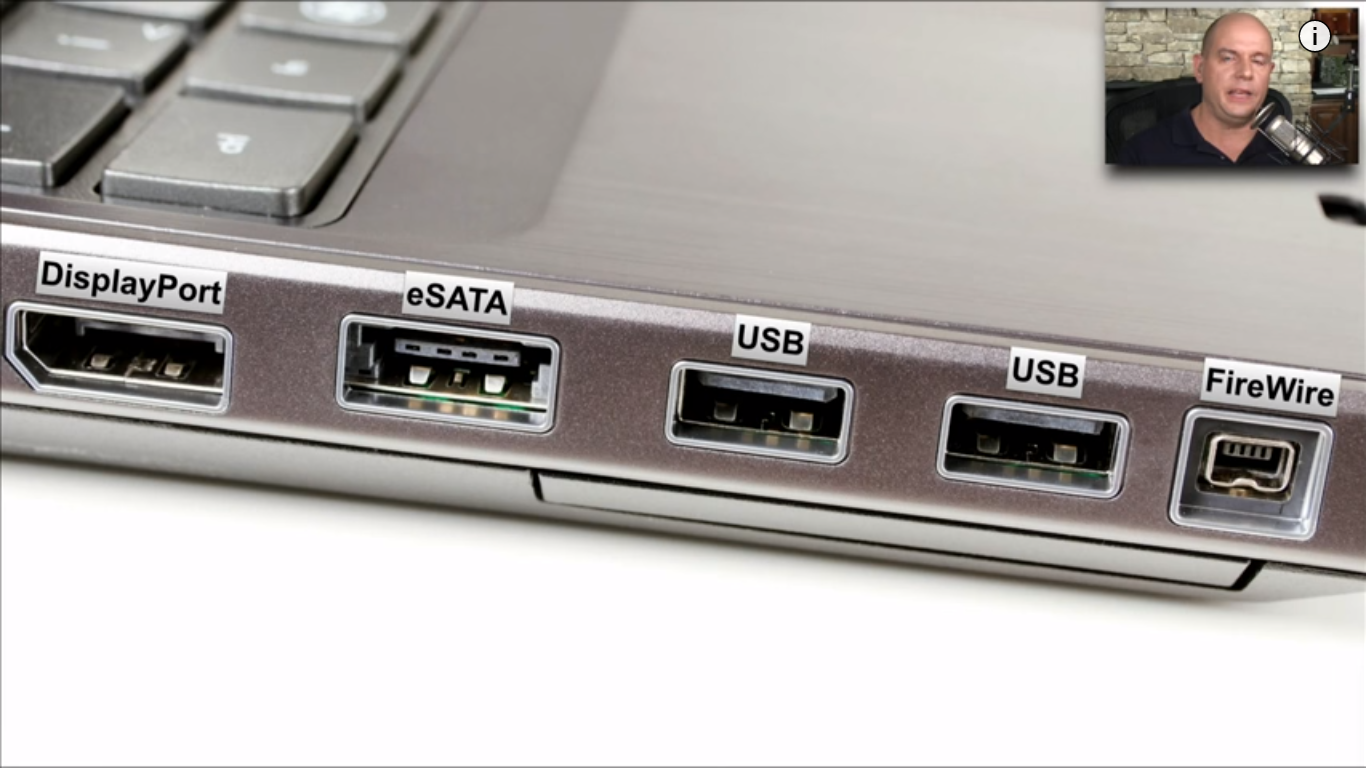 DisplayPort
eSATA
USB
USB
FireWire
i